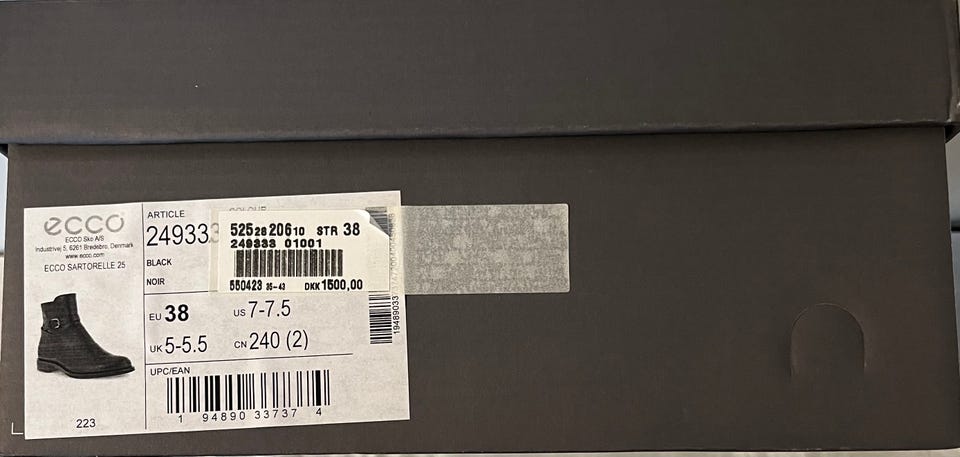 ecco
ECCO Sko A/S
Industrivej 5, 6261 Bredebro, Denmark
www.ecco.com
ECCO SARTORELLE 25
223
ARTICLE
COLOUR
249333
BLACK
NOIR
EU 38
US 7-7.5
UK 5-5.5
CN 240 (2)
UPC/EAN
1 94890 33737 4
525 28 206 10 STR 38
249333 01001
550423 35-43 DKK 1500,00